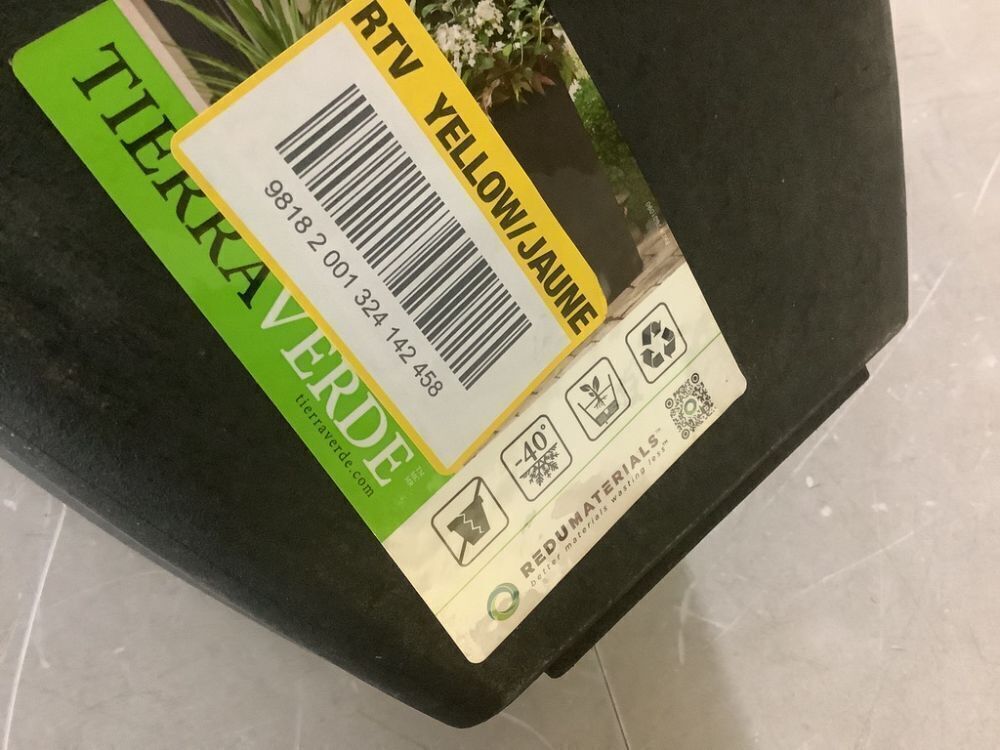 TIERRAVERDE
tierraverde.com
RTV YELLOW/JAUNE
9818 2 001 324 142 458
-40°
REDUMATERIALS™
better materials wasting less™